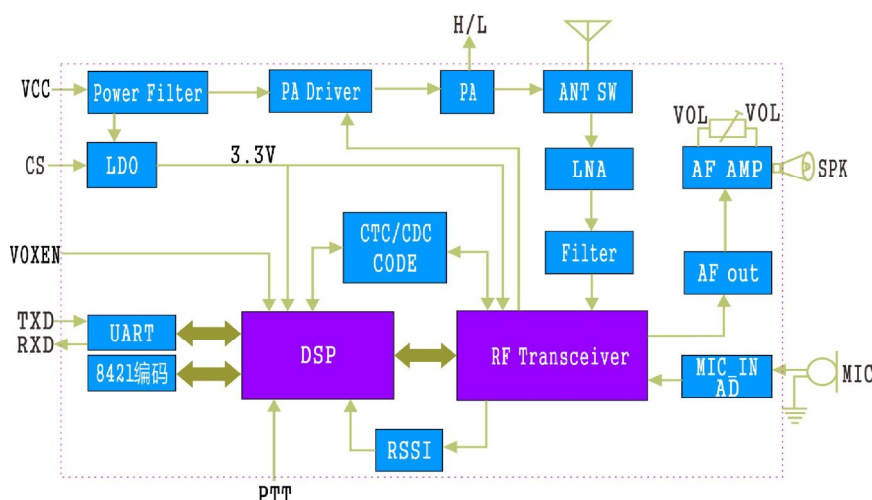 H/L
VCC
Power Filter
PA Driver
PA
ANT SW
VOL
VOL
CS
LDO
3.3V
LNA
AF AMP
SPK
CTC/CDC
CODE
VOXEN
Filter
AF out
TXD
RXD
UART
8421编码
DSP
RF Transceiver
MIC_IN
AD
MIC
RSSI
PTT